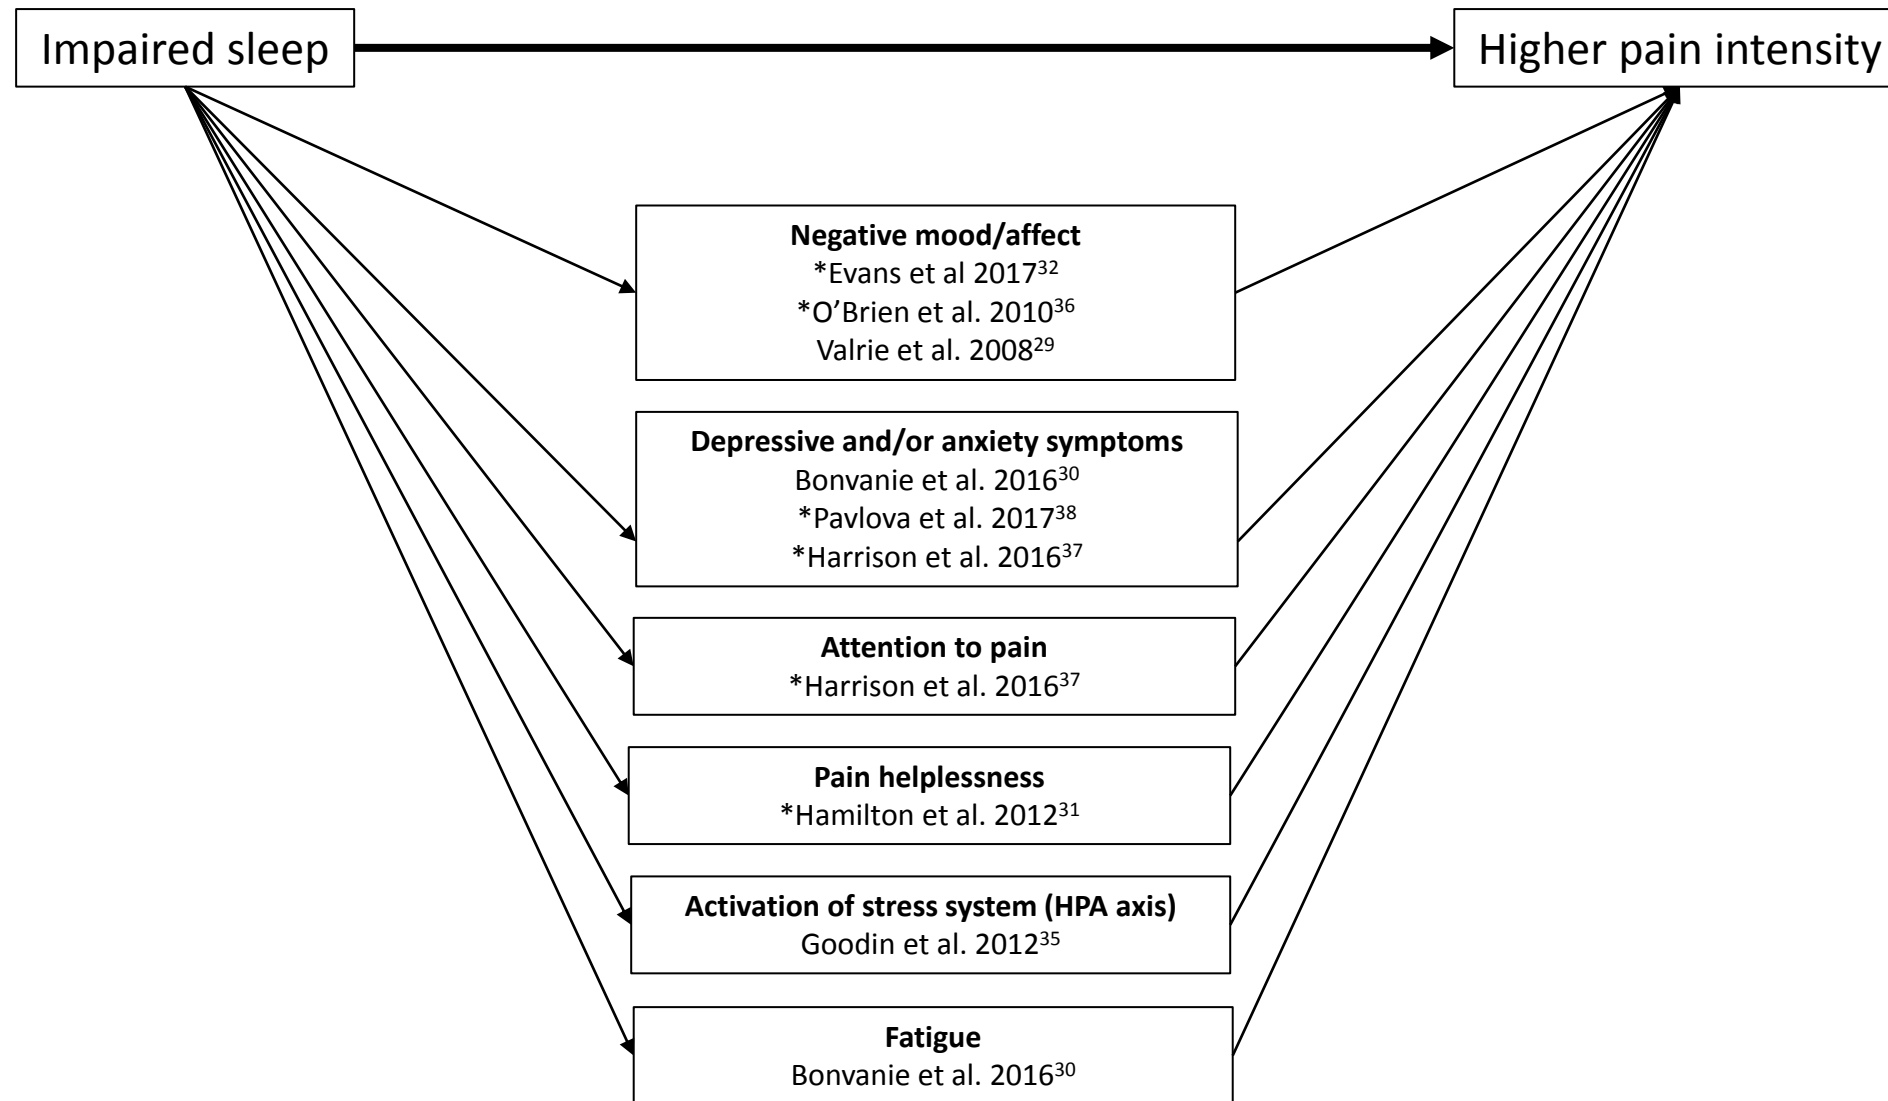 Impaired sleep
Higher pain intensity
Negative mood/affect
*Evans et al 2017³²
*O’Brien et al. 2010³⁶
Valrie et al. 2008²⁹
Depressive and/or anxiety symptoms
Bonvanie et al. 2016³⁰
*Pavlova et al. 2017³⁸
*Harrison et al. 2016³⁷
Attention to pain
*Harrison et al. 2016³⁷
Pain helplessness
*Hamilton et al. 2012³¹
Activation of stress system (HPA axis)
Goodin et al. 2012³⁵
Fatigue
Bonvanie et al. 2016³⁰